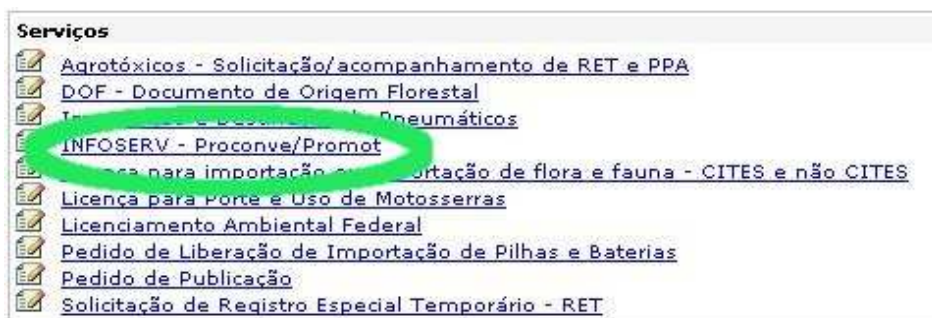 Serviços
Agrotóxicos - Solicitação/acompanhamento de RET e PPA
DOF - Documento de Origem Florestal
Pneumáticos
INFOSERV - Proconve/Promot
para importação ou ortação de flora e fauna - CITES e não CITES
Licença para Porte e Uso de Motosserras
Licenciamento Ambiental Federal
Pedido de Liberação de Importação de Pilhas e Baterias
Pedido de Publicação
Solicitação de Registro Especial Temporário - RET